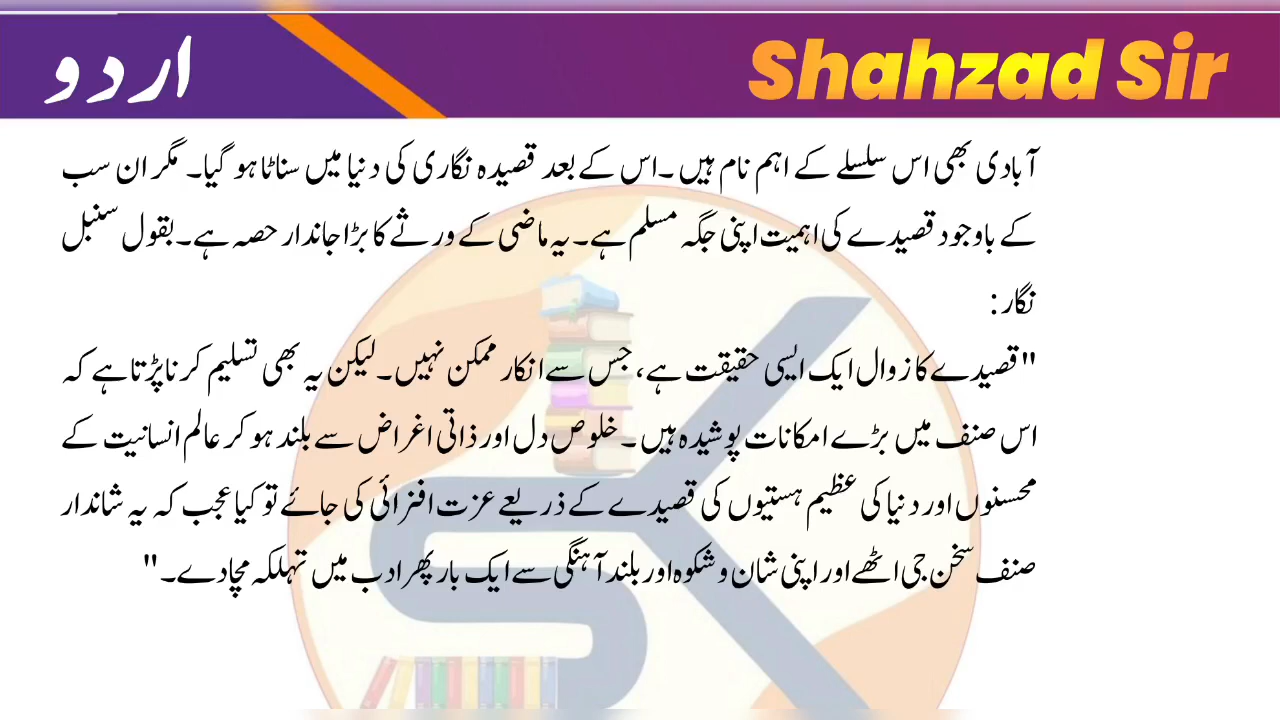 اردو
Shahzad Sir
آبادی بھی اس سلسلے کے اہم نام ہیں۔اس کے بعد قصیدہ نگاری کی دنیا میں سناٹا ہو گیا۔ مگر ان سب
کے باوجود قصیدے کی اہمیت اپنی جگہ مسلم ہے۔ یہ ماضی کے ورثے کا بڑا جاندار حصہ ہے۔ بقول سنبل
نگار:
"قصیدے کا زوال ایک ایسی حقیقت ہے، جس سے انکار ممکن نہیں۔ لیکن یہ بھی تسلیم کرنا پڑتا ہے کہ
اس صنف میں بڑے امکانات پوشیدہ ہیں۔ خلوص دل اور ذاتی اغراض سے بلند ہو کر عالم انسانیت کے
محسنوں اور دنیا کی عظیم ہستیوں کی قصیدے کے ذریعے عزت افزائی کی جائے تو کیا عجب کہ یہ شاندار
صنف سخن جی اٹھے اور اپنی شان و شکوہ اور بلند آہنگی سے ایک بار پھر ادب میں تہلکہ مچا دے۔"
SK